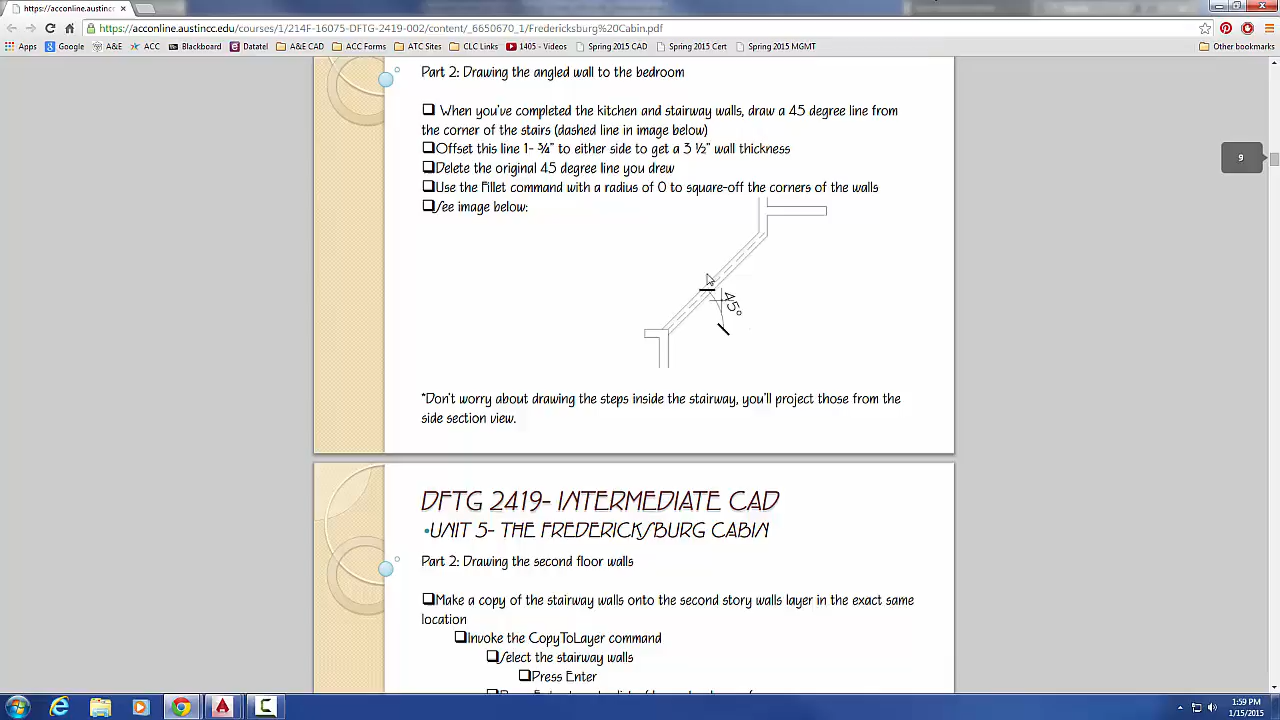 https://acconline.austincc.edu/courses/1/214F-16075-DFTG-2419-002/content/_6650670_1/Fredericksburg%20Cabin.pdf
Apps Google A&E ACC Blackboard Datatel A&E CAD ACC Forms ATC Sites CLC Links 1405 - Videos Spring 2015 CAD Spring 2015 Cert Spring 2015 MGMT Other bookmarks
Part 2: Drawing the angled wall to the bedroom
When you've completed the kitchen and stairway walls, draw a 45 degree line from
the corner of the stairs (dashed line in image below)
Offset this line 1- ¾" to either side to get a 3 ½" wall thickness
9
Delete the original 45 degree line you drew
Use the Fillet command with a radius of 0 to square-off the corners of the walls
See image below:
45°
*Don't worry about drawing the steps inside the stairway, you'll project those from the
side section view.
DFTG 2419- INTERMEDIATE CAD
•UNIT 5- THE FREDERICKSBURG CABIN
Part 2: Drawing the second floor walls
Make a copy of the stairway walls onto the second story walls layer in the exact same
location
Invoke the CopyToLayer command
Select the stairway walls
Press Enter
1:59 PM
1/15/2015